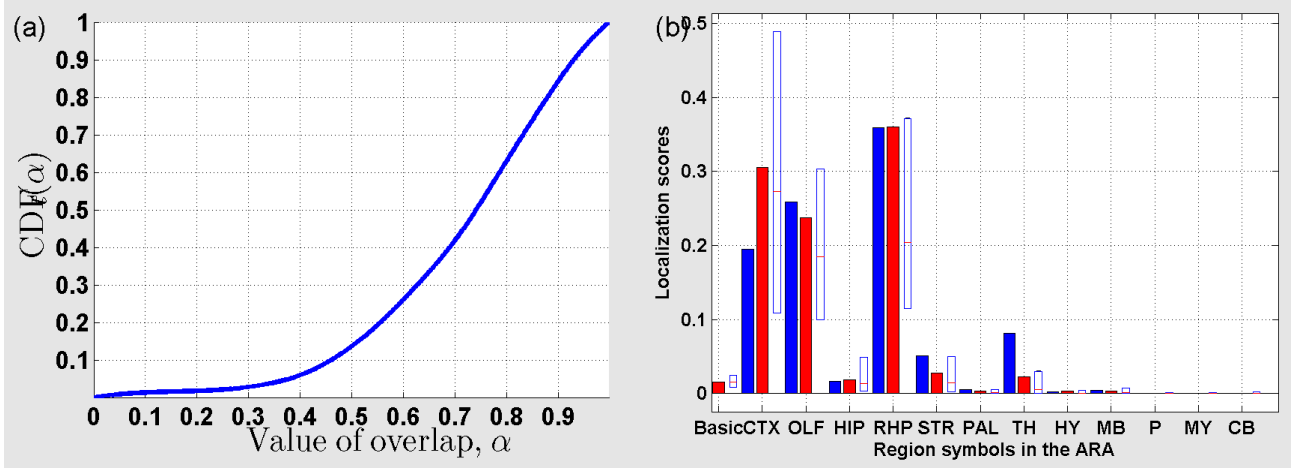 (a)
1
0.9
0.8
0.7
0.6
0.5
0.4
0.3
0.2
0.1
CDF(α)
0 0.1 0.2 0.3 0.4 0.5 0.6 0.7 0.8 0.9
Value of overlap, α
(b)
0.5
0.4
0.3
0.2
0.1
0
Localization scores
Basic CTX OLF HIP RHP STR PAL TH HY MB P MY CB
Region symbols in the ARA